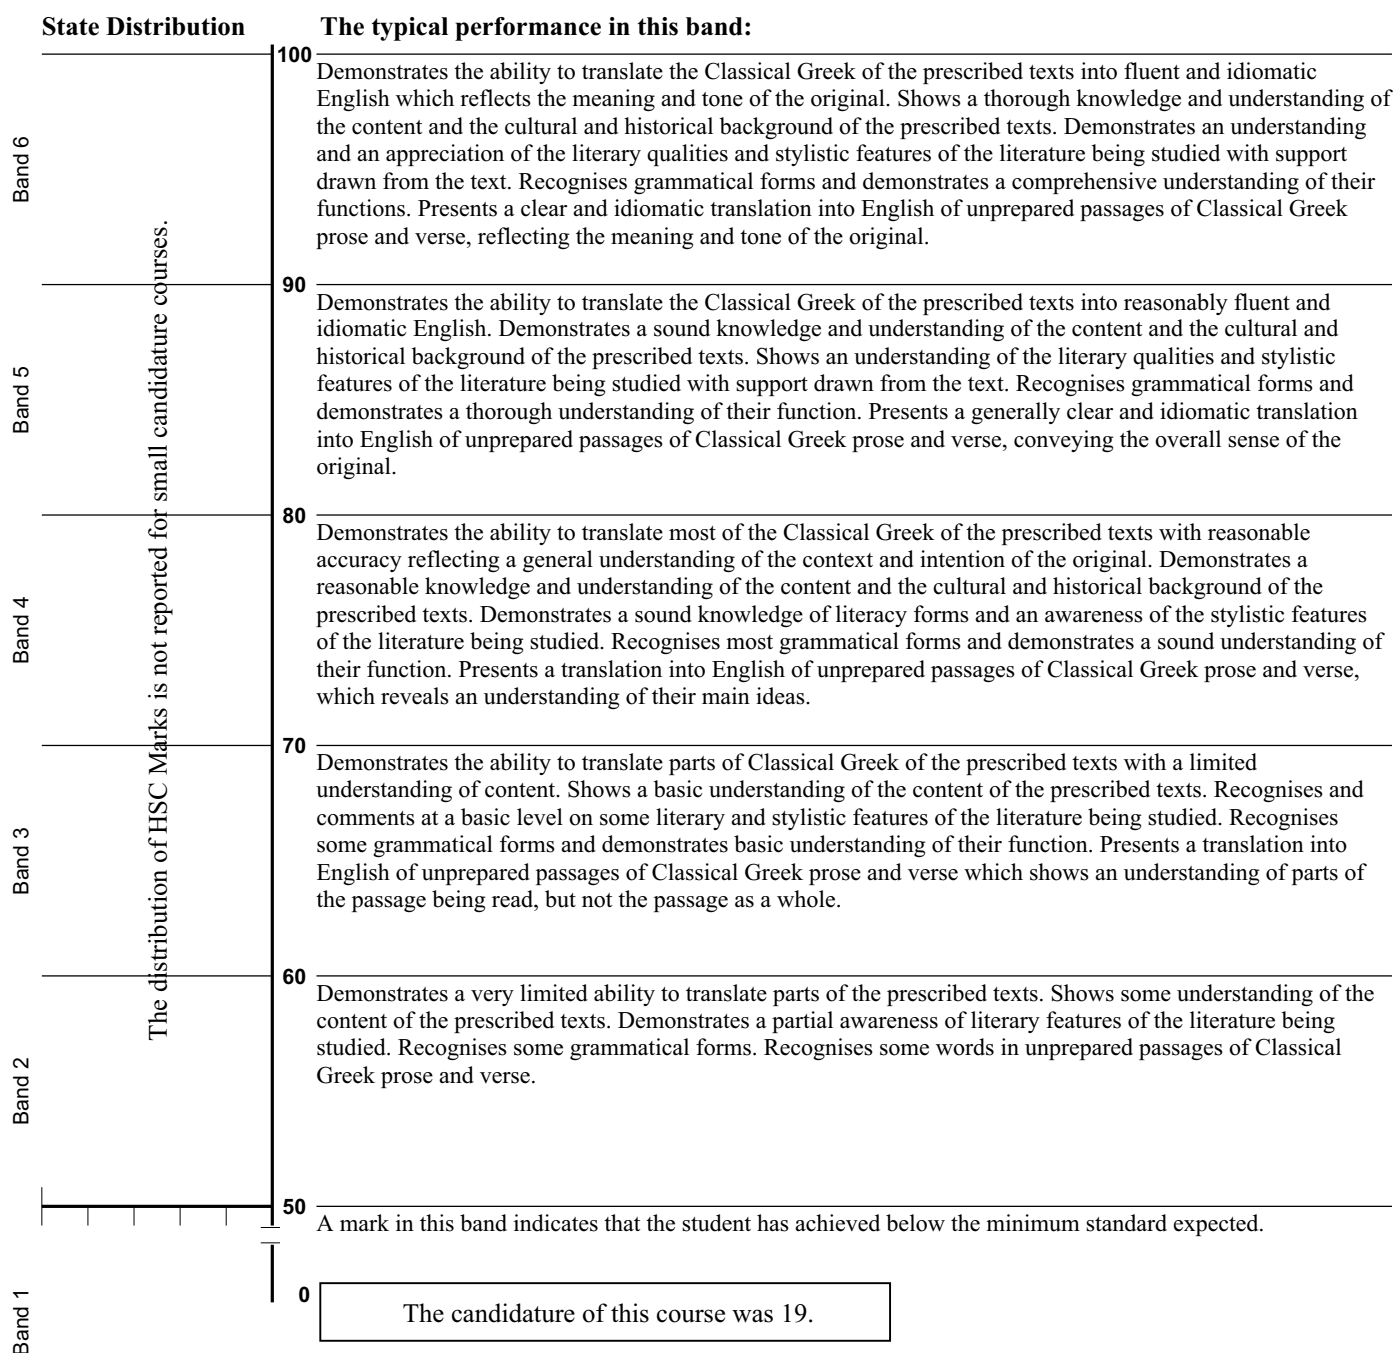 State Distribution
The typical performance in this band:
100
Band 6
Demonstrates the ability to translate the Classical Greek of the prescribed texts into fluent and idiomatic
English which reflects the meaning and tone of the original. Shows a thorough knowledge and understanding of
the content and the cultural and historical background of the prescribed texts. Demonstrates an understanding
and an appreciation of the literary qualities and stylistic features of the literature being studied with support
drawn from the text. Recognises grammatical forms and demonstrates a comprehensive understanding of their
functions. Presents a clear and idiomatic translation into English of unprepared passages of Classical Greek
prose and verse, reflecting the meaning and tone of the original.
The distribution of HSC Marks is not reported for small candidature courses.
90
Band 5
Demonstrates the ability to translate the Classical Greek of the prescribed texts into reasonably fluent and
idiomatic English. Demonstrates a sound knowledge and understanding of the content and the cultural and
historical background of the prescribed texts. Shows an understanding of the literary qualities and stylistic
features of the literature being studied with support drawn from the text. Recognises grammatical forms and
demonstrates a thorough understanding of their function. Presents a generally clear and idiomatic translation
into English of unprepared passages of Classical Greek prose and verse, conveying the overall sense of the
original.
80
Band 4
Demonstrates the ability to translate most of the Classical Greek of the prescribed texts with reasonable
accuracy reflecting a general understanding of the context and intention of the original. Demonstrates a
reasonable knowledge and understanding of the content and the cultural and historical background of the
prescribed texts. Demonstrates a sound knowledge of literacy forms and an awareness of the stylistic features
of the literature being studied. Recognises most grammatical forms and demonstrates a sound understanding of
their function. Presents a translation into English of unprepared passages of Classical Greek prose and verse,
which reveals an understanding of their main ideas.
70
Band 3
Demonstrates the ability to translate parts of Classical Greek of the prescribed texts with a limited
understanding of content. Shows a basic understanding of the content of the prescribed texts. Recognises and
comments at a basic level on some literary and stylistic features of the literature being studied. Recognises
some grammatical forms and demonstrates basic understanding of their function. Presents a translation into
English of unprepared passages of Classical Greek prose and verse which shows an understanding of parts of
the passage being read, but not the passage as a whole.
60
Band 2
Demonstrates a very limited ability to translate parts of the prescribed texts. Shows some understanding of the
content of the prescribed texts. Demonstrates a partial awareness of literary features of the literature being
studied. Recognises some grammatical forms. Recognises some words in unprepared passages of Classical
Greek prose and verse.
50
A mark in this band indicates that the student has achieved below the minimum standard expected.
0
Band 1
The candidature of this course was 19.